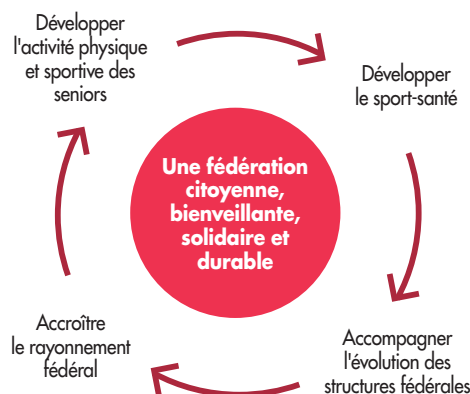 Développer
l'activité physique
et sportive des
seniors
Développer
le sport-santé
Une fédération
citoyenne,
bienveillante,
solidaire et
durable
Accroître
le rayonnement
fédéral
Accompagner
l'évolution des
structures fédérales